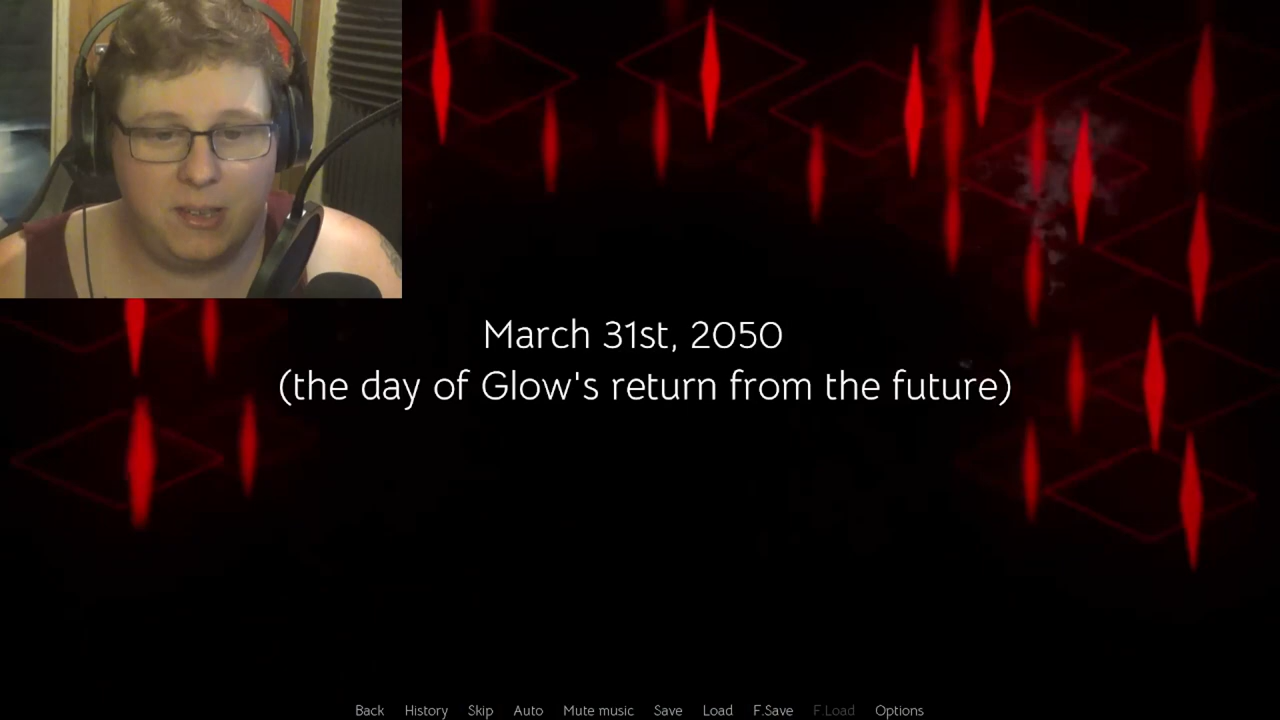 March 31st, 2050
(the day of Glow's return from the future)
Back History Skip Auto Mute music Save Load F.Save F.Load Options